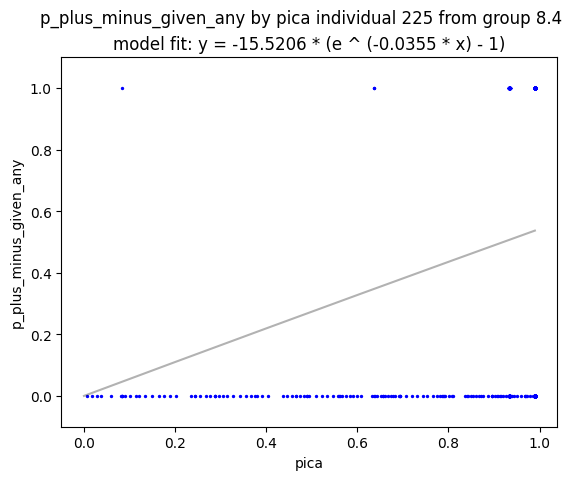 p_plus_minus_given_any by pica individual 225 from group 8.4
model fit: y = -15.5206 * (e ^ (-0.0355 * x) - 1)
1.0
0.8
0.6
0.4
0.2
0.0
p_plus_minus_given_any
0.0 0.2 0.4 0.6 0.8 1.0
pica